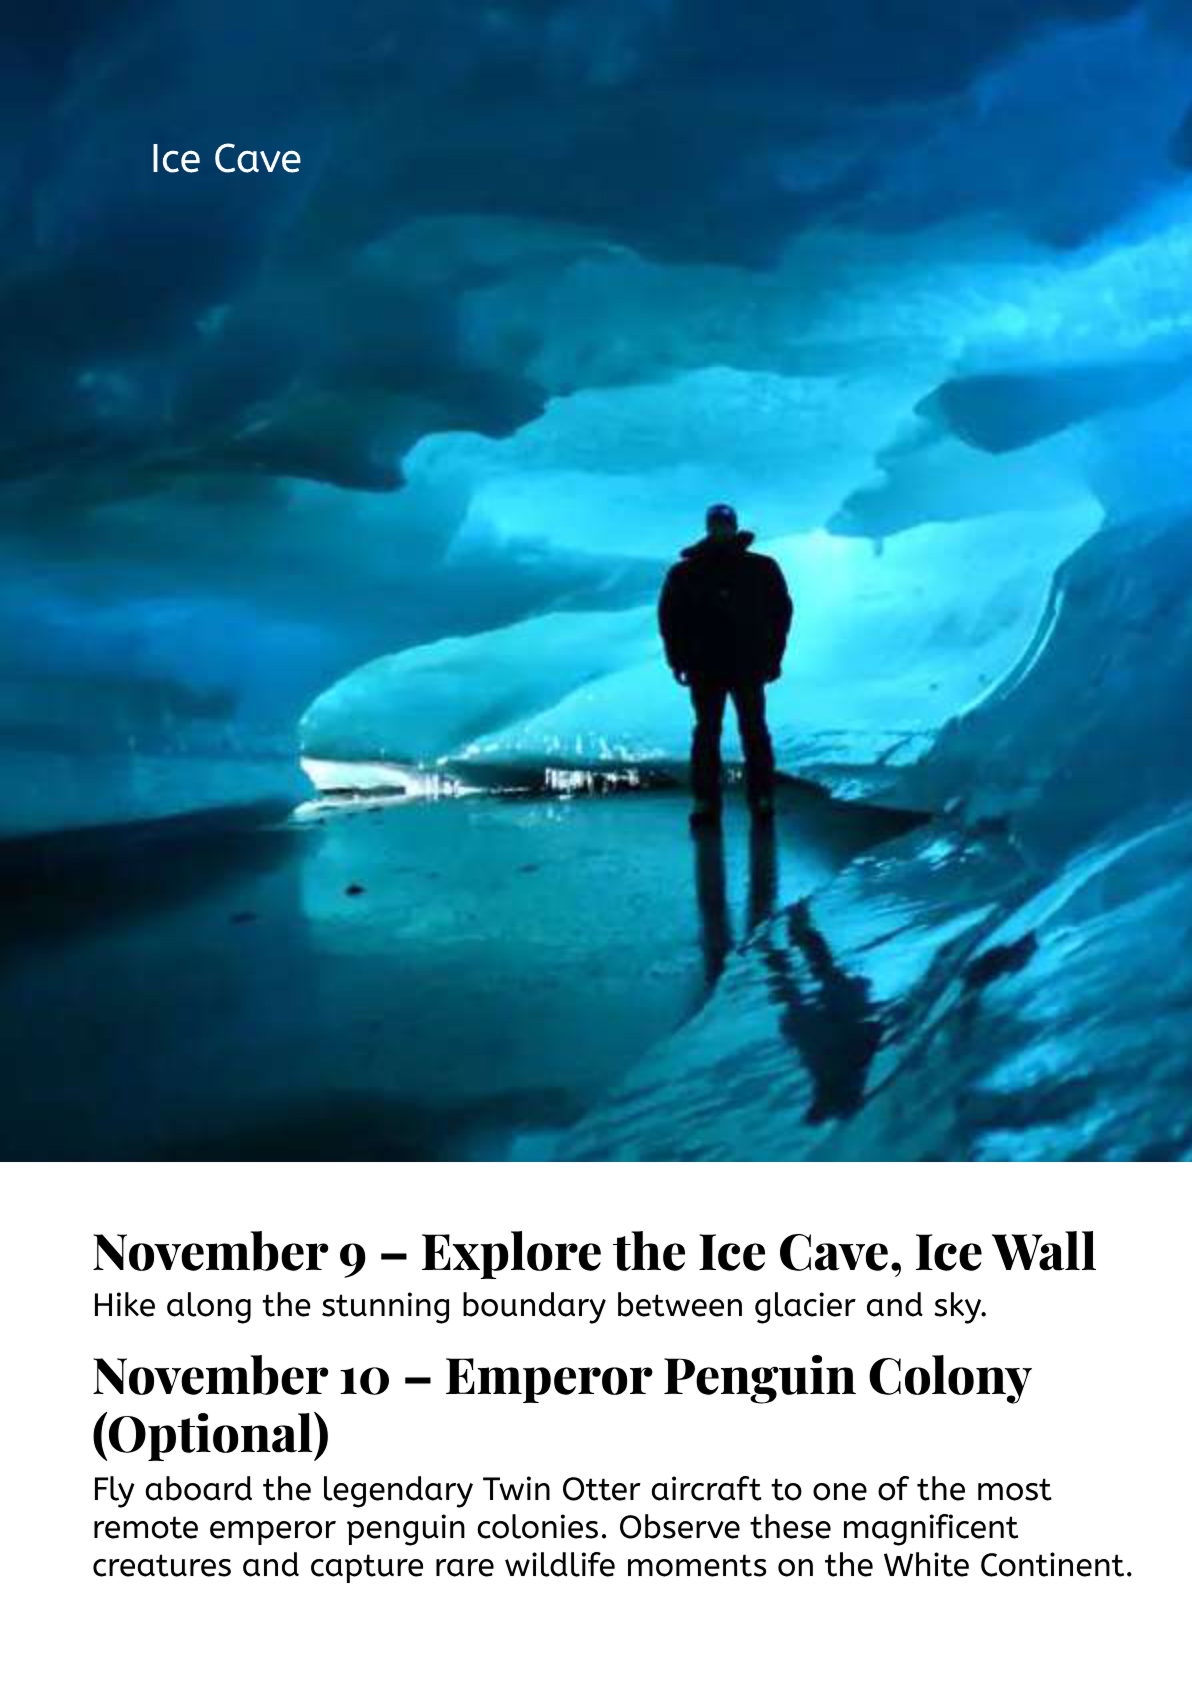 Ice Cave
November 9 – Explore the Ice Cave, Ice Wall
Hike along the stunning boundary between glacier and sky.
November 10 – Emperor Penguin Colony
(Optional)
Fly aboard the legendary Twin Otter aircraft to one of the most
remote emperor penguin colonies. Observe these magnificent
creatures and capture rare wildlife moments on the White Continent.